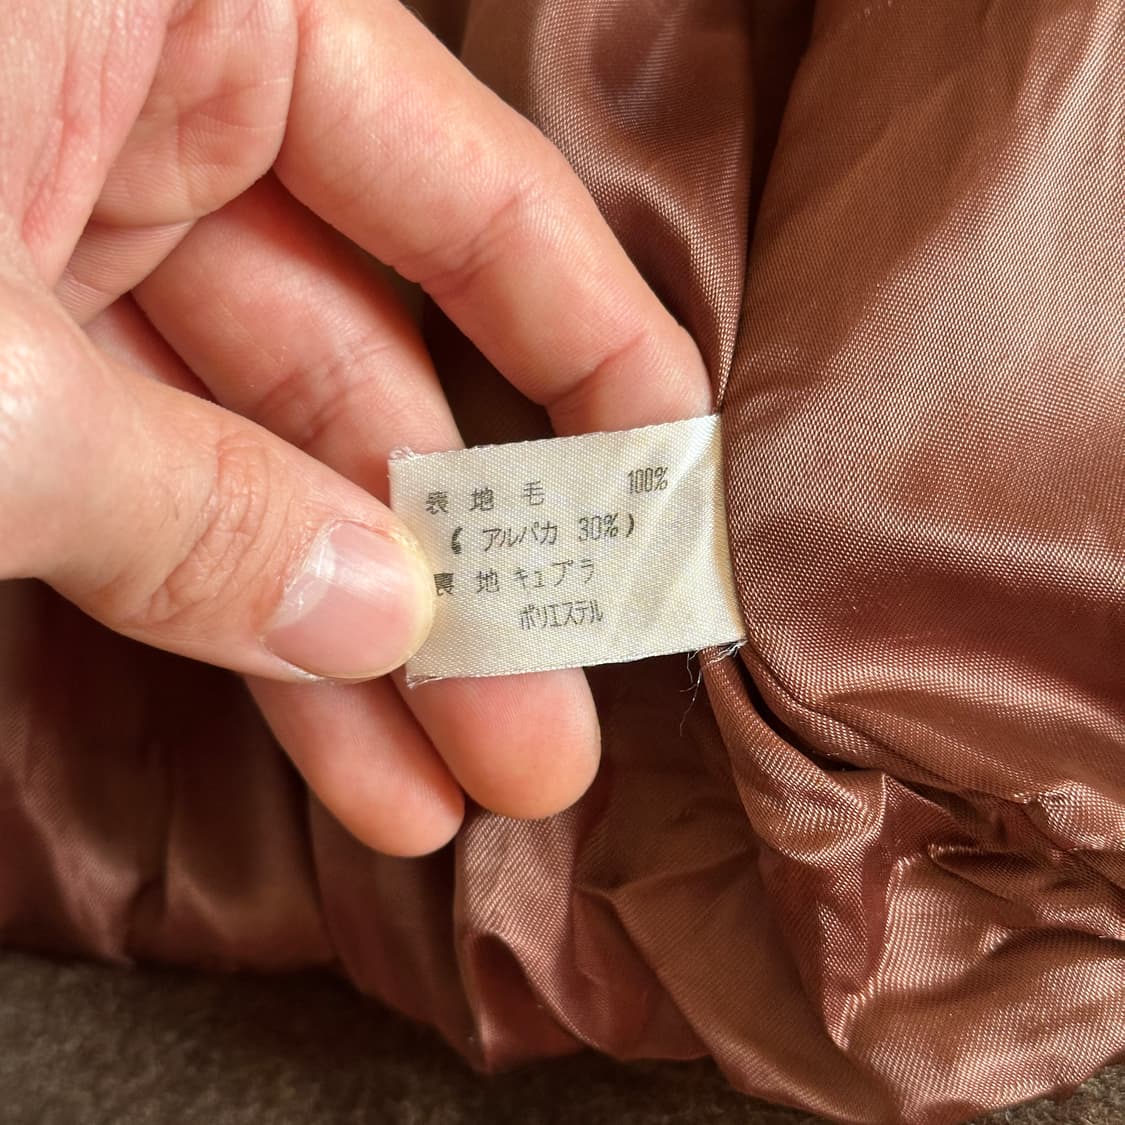 表 地 毛 100%
( アルパカ 30% )
裏 地 キュプラ
ポリエステル